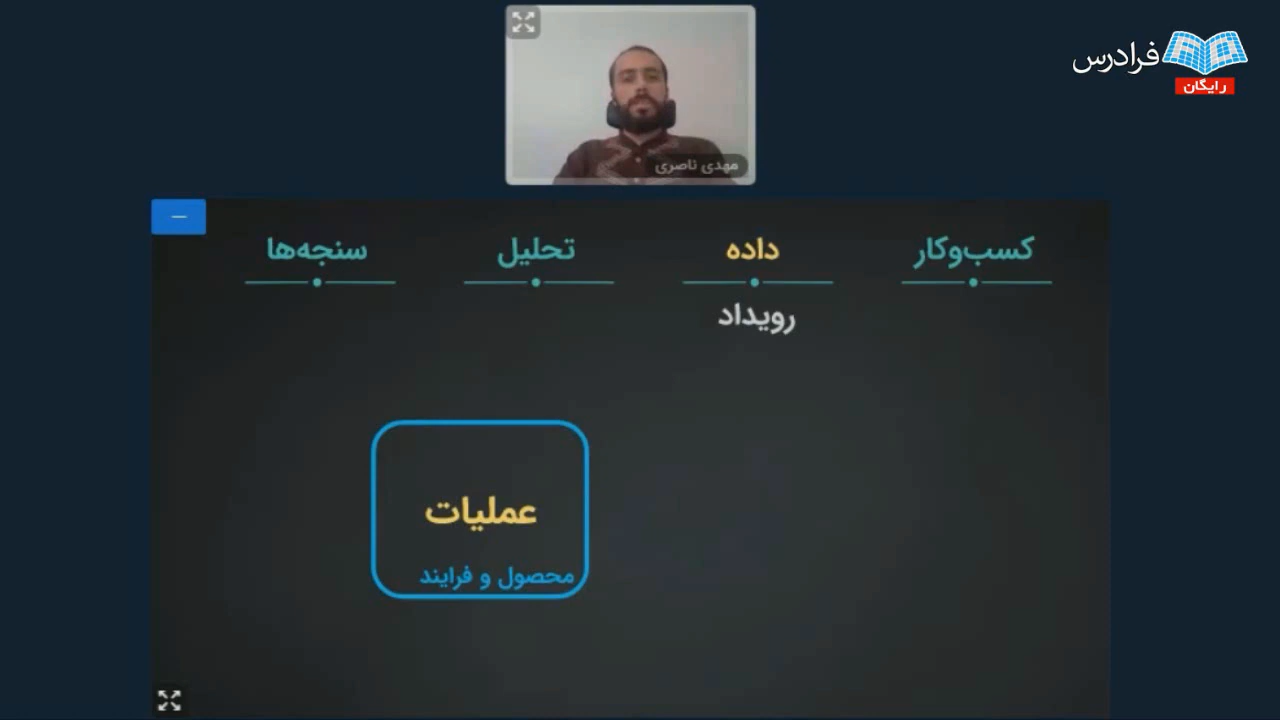 فرادرس
رایگان
مهدی ناصری
کسب‌وکار
داده
تحلیل
سنجه‌ها
رویداد
عملیات
محصول و فرایند